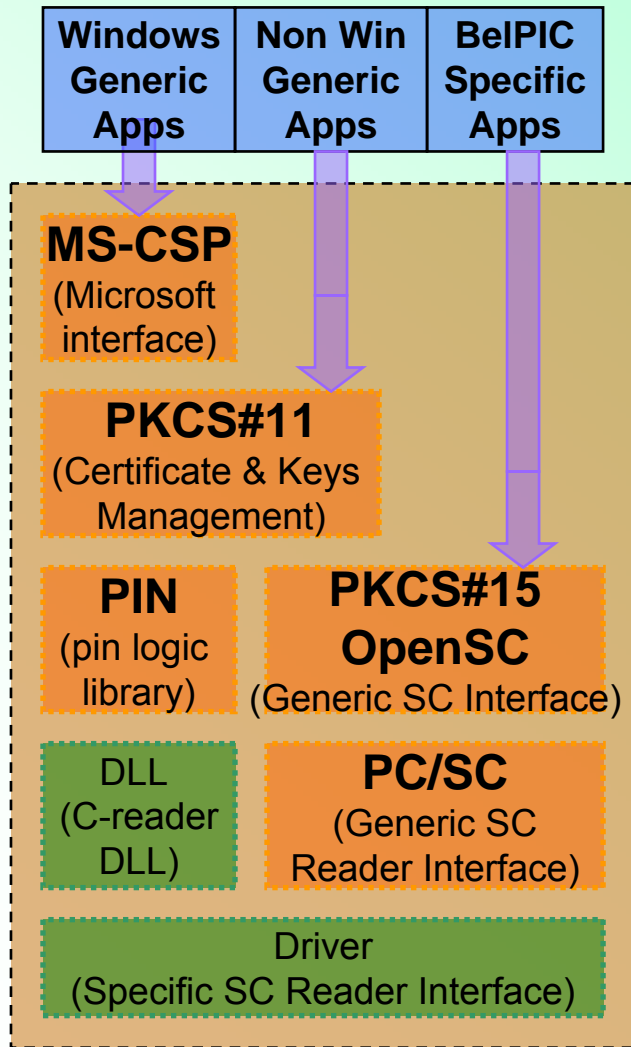 Windows
Generic
Apps
Non Win
Generic
Apps
BelPIC
Specific
Apps
MS-CSP
(Microsoft
interface)
PKCS#11
(Certificate & Keys
Management)
PIN
(pin logic
library)
PKCS#15
OpenSC
(Generic SC Interface)
DLL
(C-reader
DLL)
PC/SC
(Generic SC
Reader Interface)
Driver
(Specific SC Reader Interface)